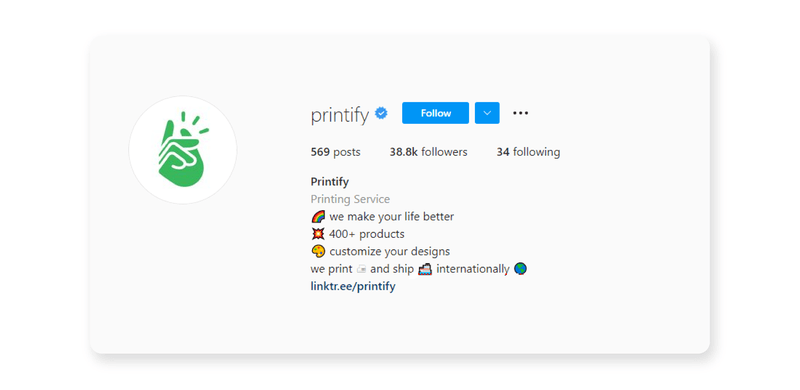 printify Follow
569 posts 38.8k followers 34 following
Printify
Printing Service
🌈 we make your life better
💥 400+ products
🎨 customize your designs
we print 🖨 and ship 🚢 internationally 🌎
linktr.ee/printify